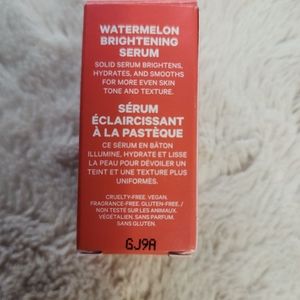 WATERMELON
BRIGHTENING
SERUM
SOLID SERUM BRIGHTENS,
HYDRATES, AND SMOOTHS
FOR MORE EVEN SKIN
TONE AND TEXTURE.
SÉRUM
ÉCLAIRCISSANT
À LA PASTÈQUE
CE SÉRUM EN BÂTON
ILLUMINE, HYDRATE ET LISSE
LA PEAU POUR DÉVOILER UN
TEINT ET UNE TEXTURE PLUS
UNIFORMES.
CRUELTY-FREE. VEGAN.
FRAGRANCE-FREE. GLUTEN-FREE. /
NON TESTÉ SUR LES ANIMAUX.
VÉGÉTALIEN. SANS PARFUM.
SANS GLUTEN.
GJ9A